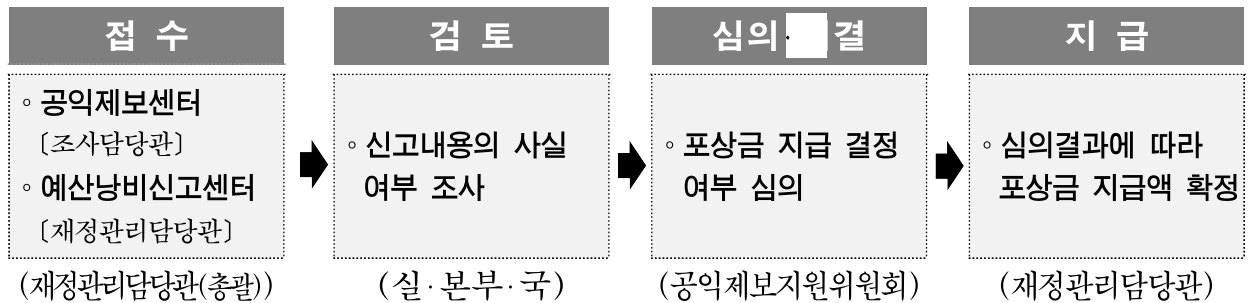 접 수
◦ 공익제보센터
〔조사담당관〕
◦ 예산낭비신고센터
〔재정관리담당관〕
(재정관리담당관(총괄))
검 토
◦ 신고내용의 사실
여부 조사
(실·본부·국)
심의·결
◦ 포상금 지급 결정
여부 심의
(공익제보지원위원회)
지 급
◦ 심의결과에 따라
포상금 지급액 확정
(재정관리담당관)